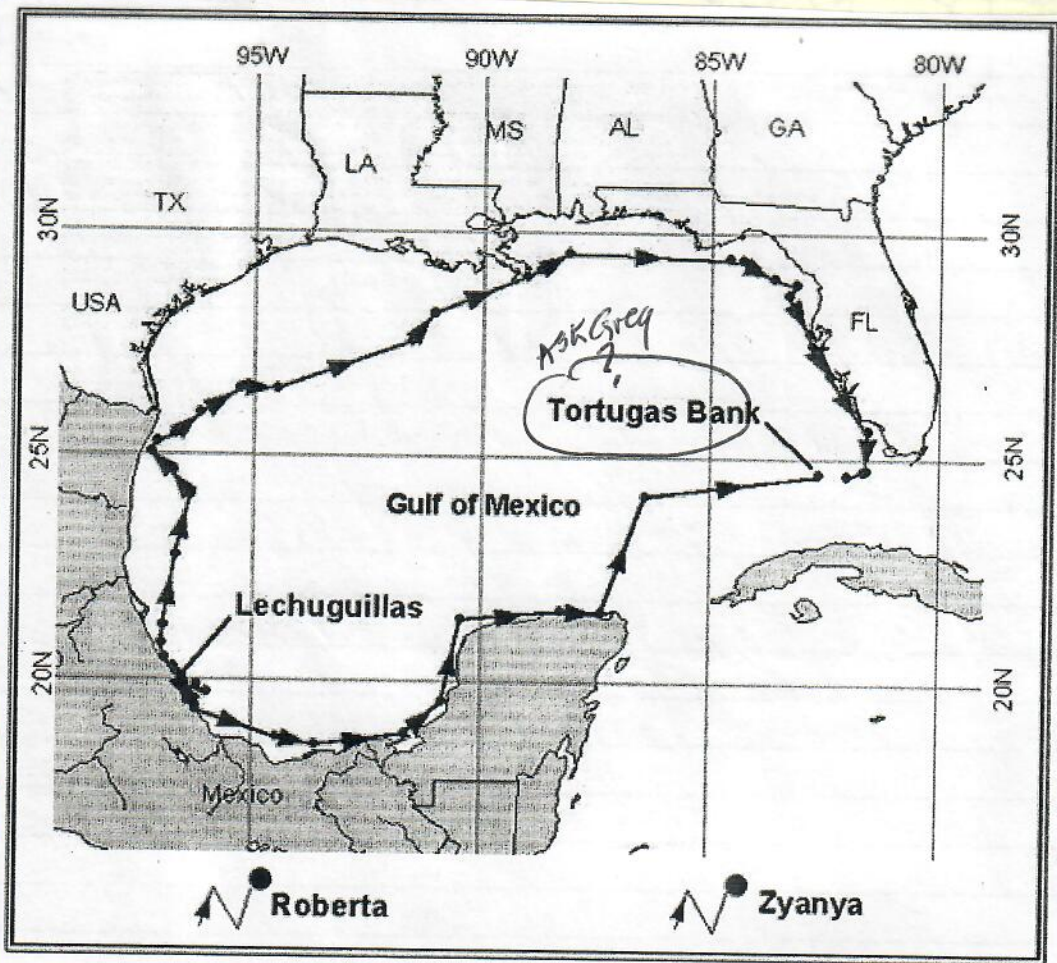 95W 90W 85W 80W
MS AL GA
LA
TX
30N 30N
USA
FL
Ask Greg
?
Tortugas Bank
25N 25N
Gulf of Mexico
Lechuguillas
20N 20N
Mexico
Roberta Zyanya